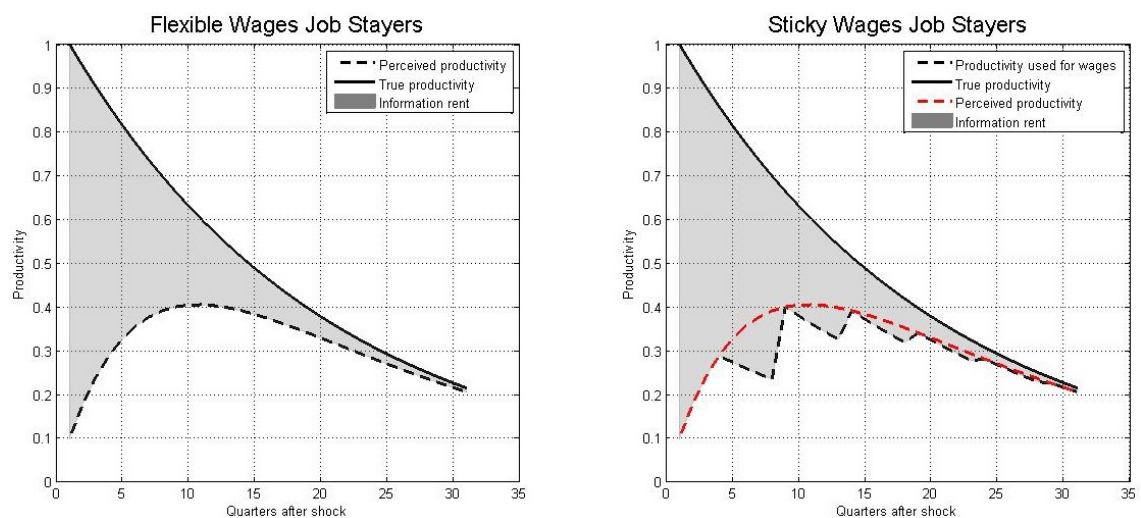 Flexible Wages Job Stayers
Perceived productivity
True productivity
Information rent
1
0.9
0.8
0.7
0.6
0.5
0.4
0.3
0.2
0.1
0
Productivity
0 5 10 15 20 25 30 35
Quarters after shock
Sticky Wages Job Stayers
Productivity used for wages
True productivity
Perceived productivity
Information rent
1
0.9
0.8
0.7
0.6
0.5
0.4
0.3
0.2
0.1
0
Productivity
0 5 10 15 20 25 30 35
Quarters after shock